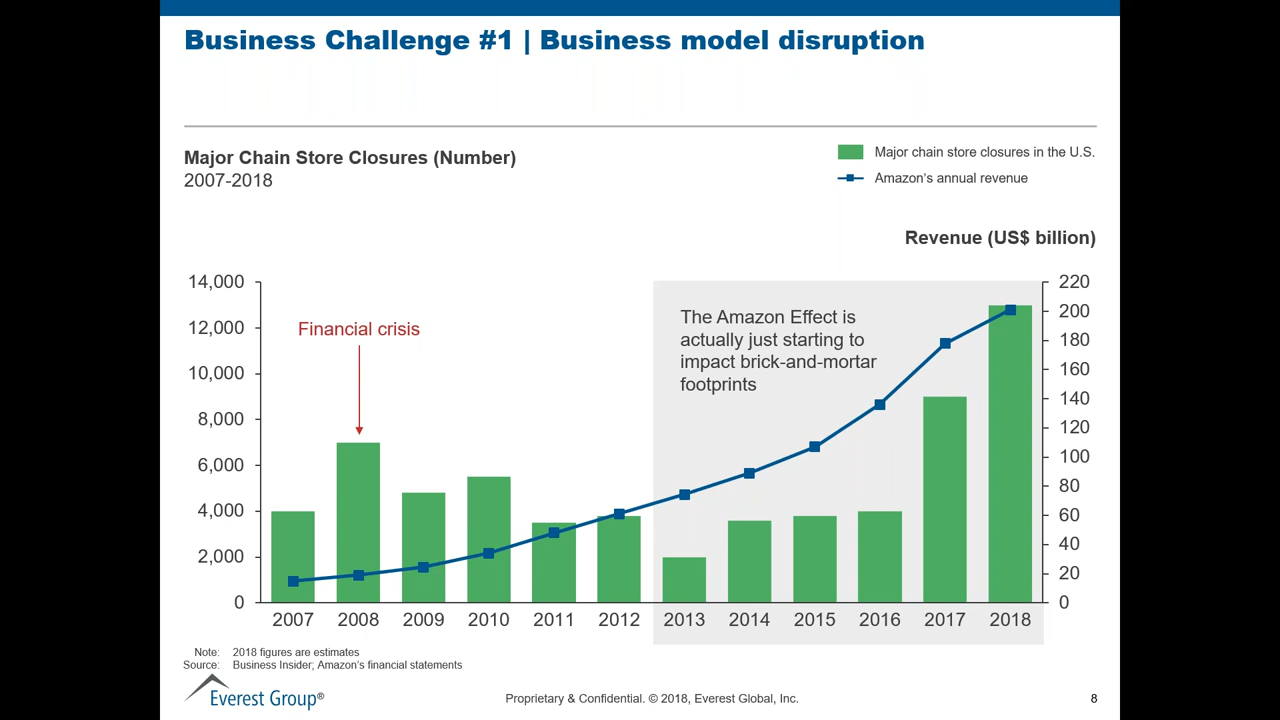 Business Challenge #1 | Business model disruption
Major Chain Store Closures (Number)
2007-2018
Major chain store closures in the U.S.
Amazon's annual revenue
Revenue (US$ billion)
14,000
12,000
10,000
8,000
6,000
4,000
2,000
0
Financial crisis
The Amazon Effect is
actually just starting to
impact brick-and-mortar
footprints
220
200
180
160
140
120
100
80
60
40
20
0
2007 2008 2009 2010 2011 2012 2013 2014 2015 2016 2017 2018
Note: 2018 figures are estimates
Source: Business Insider; Amazon's financial statements
Everest Group®
Proprietary & Confidential. © 2018, Everest Global, Inc.
8